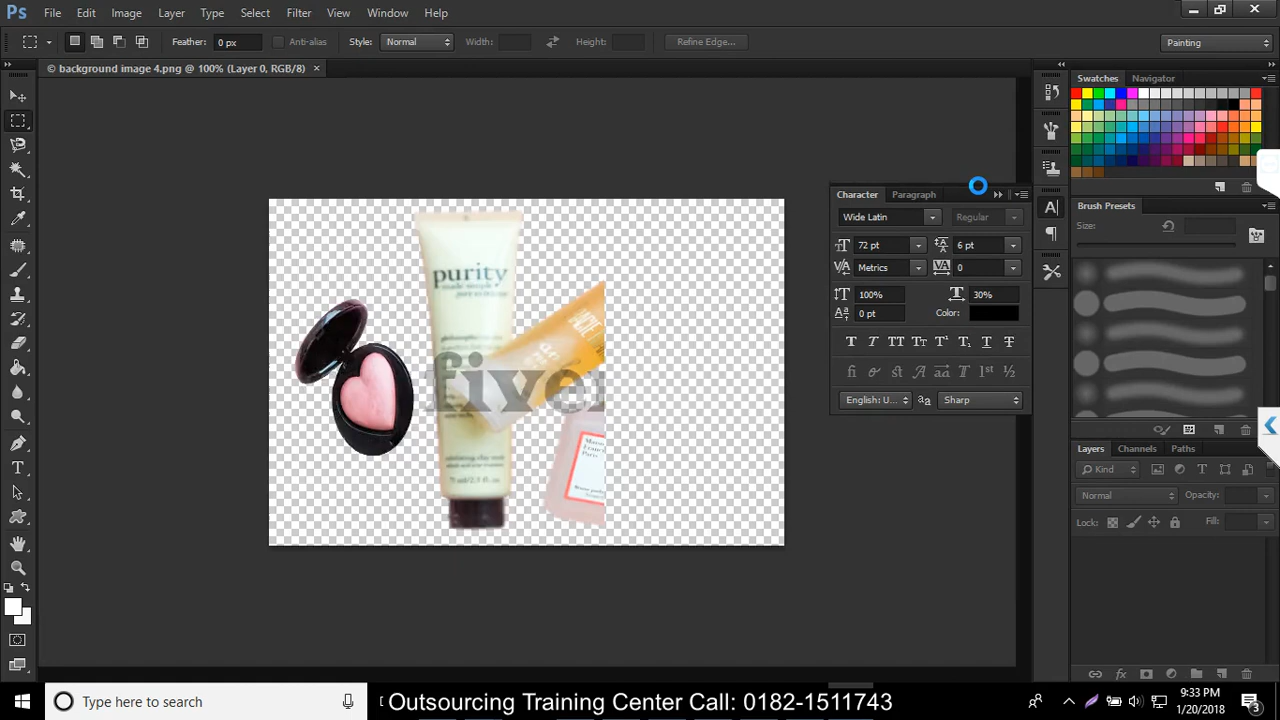 Ps File Edit Image Layer Type Select Filter View Window Help
Feather: 0 px Anti-alias Style: Normal Width: Height: Refine Edge... Painting
© background image 4.png @ 100% (Layer 0, RGB/8) ×
Swatches Navigator
Character Paragraph
Wide Latin Regular
72 pt 6 pt
Metrics 0
100% 30%
0 pt Color:
English: U... Sharp
Brush Presets
Size:
Layers Channels Paths
Kind
Normal Opacity:
Lock: Fill:
purity
made simple
fiver
Type here to search
Outsourcing Training Center Call: 0182-1511743
9:33 PM
1/20/2018
3